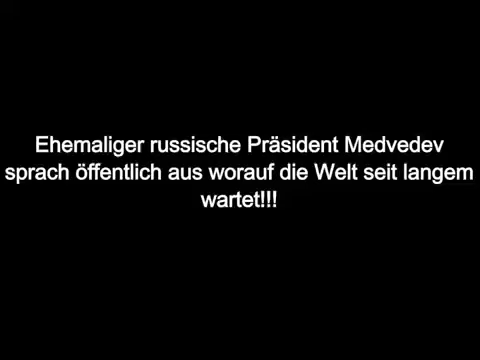 Ehemaliger russische Präsident Medvedev
sprach öffentlich aus worauf die Welt seit langem
wartet!!!